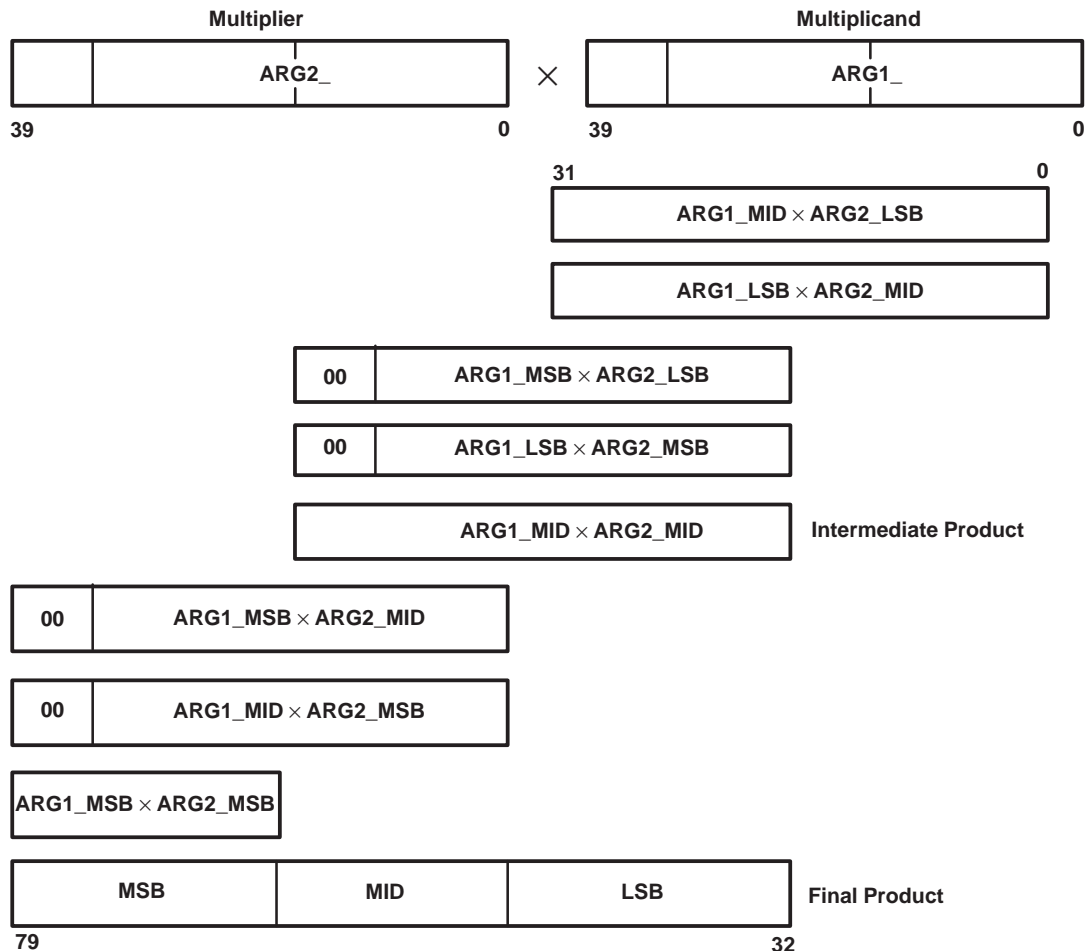 Multiplier Multiplicand
ARG2_ × ARG1_
39 0 39 0
31 0
ARG1_MID × ARG2_LSB
ARG1_LSB × ARG2_MID
00 ARG1_MSB × ARG2_LSB
00 ARG1_LSB × ARG2_MSB
ARG1_MID × ARG2_MID Intermediate Product
00 ARG1_MSB × ARG2_MID
00 ARG1_MID × ARG2_MSB
ARG1_MSB × ARG2_MSB
MSB MID LSB Final Product
79 32